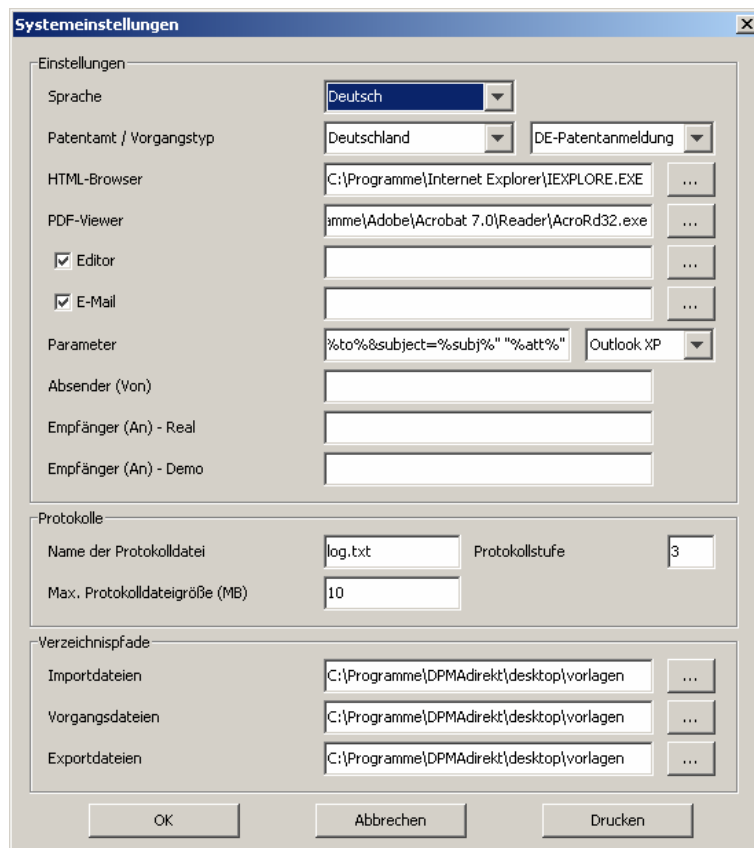 Systemeinstellungen
Einstellungen
Sprache Deutsch
Patentamt / Vorgangstyp Deutschland DE-Patentanmeldung
HTML-Browser C:\Programme\Internet Explorer\IEXPLORE.EXE ...
PDF-Viewer amme\Adobe\Acrobat 7.0\Reader\AcroRd32.exe ...
Editor ...
E-Mail ...
Parameter %to%&subject=%subj%" "%att%" Outlook XP
Absender (Von)
Empfänger (An) - Real
Empfänger (An) - Demo
Protokolle
Name der Protokolldatei log.txt Protokollstufe 3
Max. Protokolldateigröße (MB) 10
Verzeichnispfade
Importdateien C:\Programme\DPMAdirekt\desktop\vorlagen ...
Vorgangsdateien C:\Programme\DPMAdirekt\desktop\vorlagen ...
Exportdateien C:\Programme\DPMAdirekt\desktop\vorlagen ...
OK Abbrechen Drucken